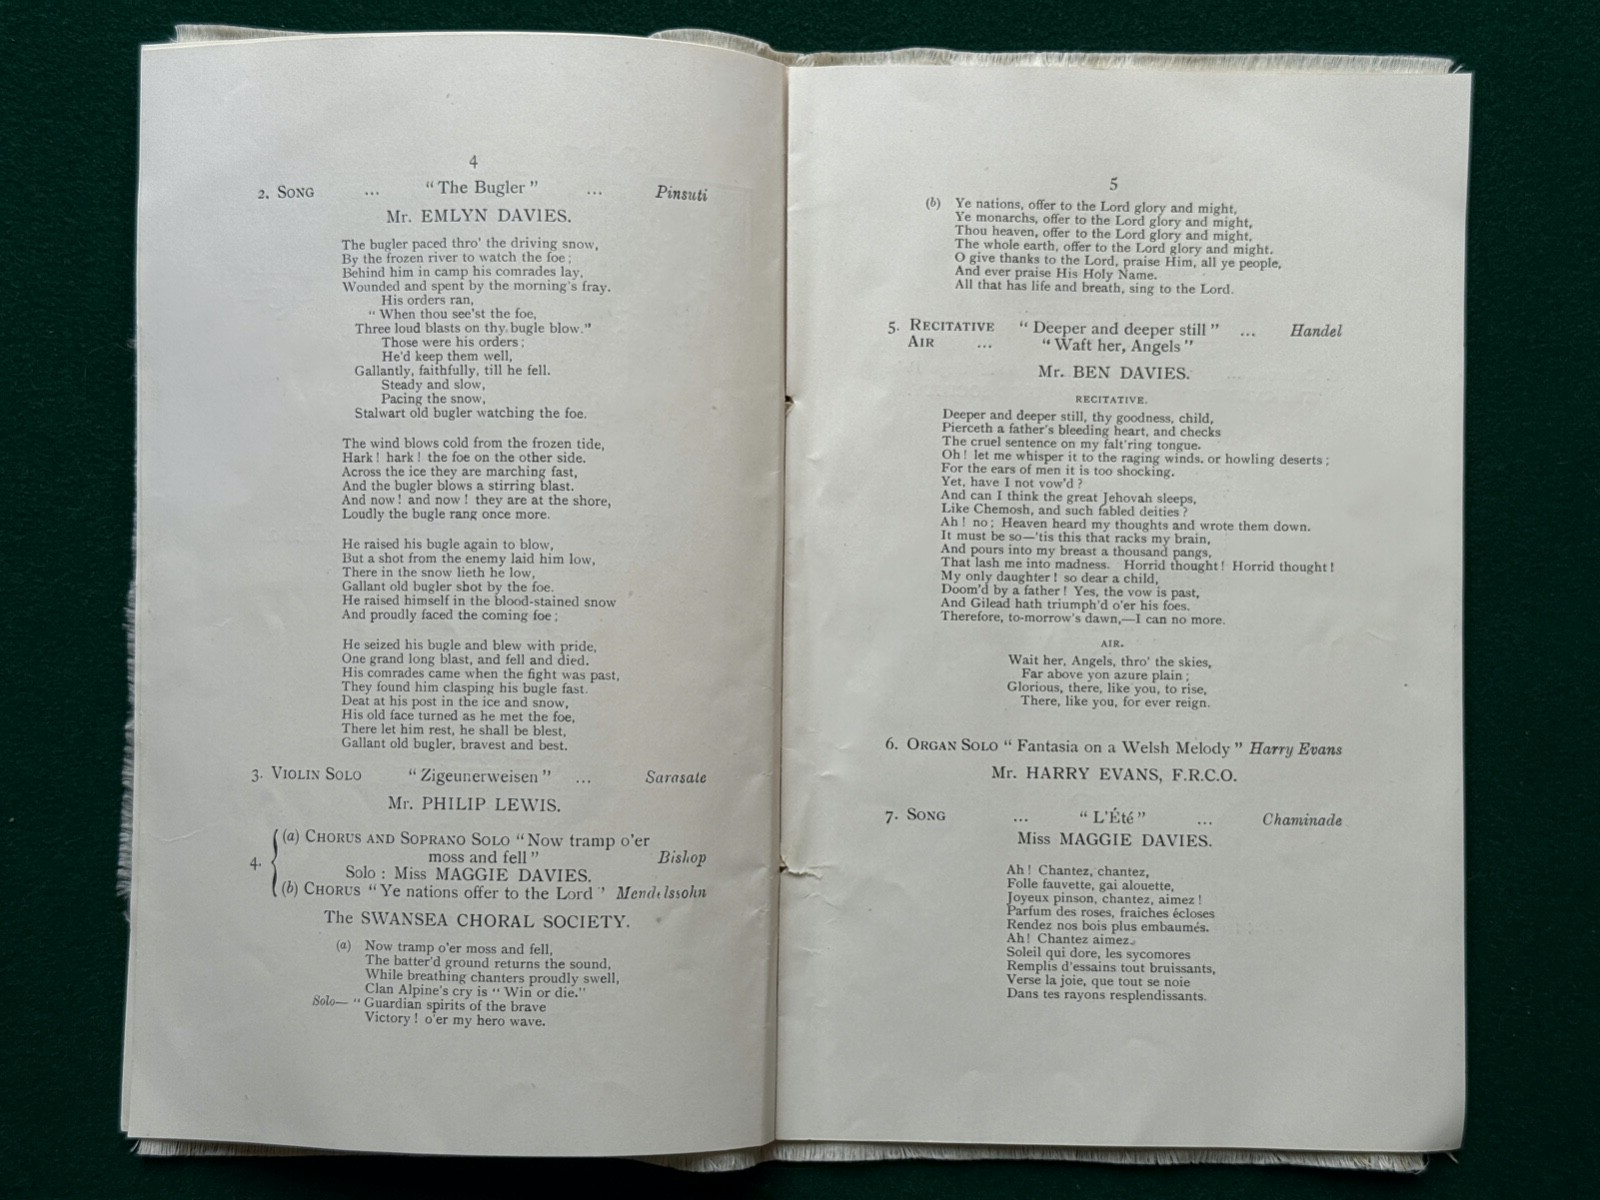 4
2. SONG ... "The Bugler" ... Pinsuti
Mr. EMLYN DAVIES.
The bugler paced thro' the driving snow,
By the frozen river to watch the foe;
Behind him in camp his comrades lay,
Wounded and spent by the morning's fray.
His orders ran,
"When thou see'st the foe,
Three loud blasts on thy bugle blow."
Those were his orders;
He'd keep them well,
Gallantly, faithfully, till he fell.
Steady and slow,
Pacing the snow,
Stalwart old bugler watching the foe.
The wind blows cold from the frozen tide,
Hark! hark! the foe on the other side.
Across the ice they are marching fast,
And the bugler blows a stirring blast.
And now! and now! they are at the shore,
Loudly the bugle rang once more.
He raised his bugle again to blow,
But a shot from the enemy laid him low,
There in the snow lieth he low,
Gallant old bugler shot by the foe.
He raised himself in the blood-stained snow
And proudly faced the coming foe;
He seized his bugle and blew with pride,
One grand long blast, and fell and died.
His comrades came when the fight was past,
They found him clasping his bugle fast.
Deat at his post in the ice and snow,
His old face turned as he met the foe,
There let him rest, he shall be blest,
Gallant old bugler, bravest and best.
3. VIOLIN SOLO "Zigeunerweisen" ... Sarasate
Mr. PHILIP LEWIS.
4. (a) CHORUS AND SOPRANO SOLO "Now tramp o'er
moss and fell" Bishop
Solo: Miss MAGGIE DAVIES.
(b) CHORUS "Ye nations offer to the Lord" Mendelssohn
The SWANSEA CHORAL SOCIETY.
(a) Now tramp o'er moss and fell,
The batter'd ground returns the sound,
While breathing chanters proudly swell,
Clan Alpine's cry is "Win or die."
Solo—"Guardian spirits of the brave
Victory! o'er my hero wave.
5
(b) Ye nations, offer to the Lord glory and might,
Ye monarchs, offer to the Lord glory and might,
Thou heaven, offer to the Lord glory and might,
The whole earth, offer to the Lord glory and might.
O give thanks to the Lord, praise Him, all ye people,
And ever praise His Holy Name.
All that has life and breath, sing to the Lord.
5. RECITATIVE "Deeper and deeper still" ... Handel
AIR ... "Waft her, Angels"
Mr. BEN DAVIES.
RECITATIVE.
Deeper and deeper still, thy goodness, child,
Pierceth a father's bleeding heart, and checks
The cruel sentence on my falt'ring tongue.
Oh! let me whisper it to the raging winds, or howling deserts;
For the ears of men it is too shocking.
Yet, have I not vow'd?
And can I think the great Jehovah sleeps,
Like Chemosh, and such fabled deities?
Ah! no; Heaven heard my thoughts and wrote them down.
It must be so—'tis this that racks my brain,
And pours into my breast a thousand pangs,
That lash me into madness. Horrid thought! Horrid thought!
My only daughter! so dear a child,
Doom'd by a father! Yes, the vow is past,
And Gilead hath triumph'd o'er his foes.
Therefore, to-morrow's dawn,—I can no more.
AIR.
Wait her, Angels, thro' the skies,
Far above yon azure plain;
Glorious, there, like you, to rise,
There, like you, for ever reign.
6. ORGAN SOLO "Fantasia on a Welsh Melody" Harry Evans
Mr. HARRY EVANS, F.R.C.O.
7. SONG ... "L'Été" ... Chaminade
Miss MAGGIE DAVIES.
Ah! Chantez, chantez,
Folle fauvette, gai alouette,
Joyeux pinson, chantez, aimez!
Parfum des roses, fraiches écloses
Rendez nos bois plus embaumés.
Ah! Chantez aimez.
Soleil qui dore, les sycomores
Remplis d'essains tout bruissants,
Verse la joie, que tout se noie
Dans tes rayons resplendissants.